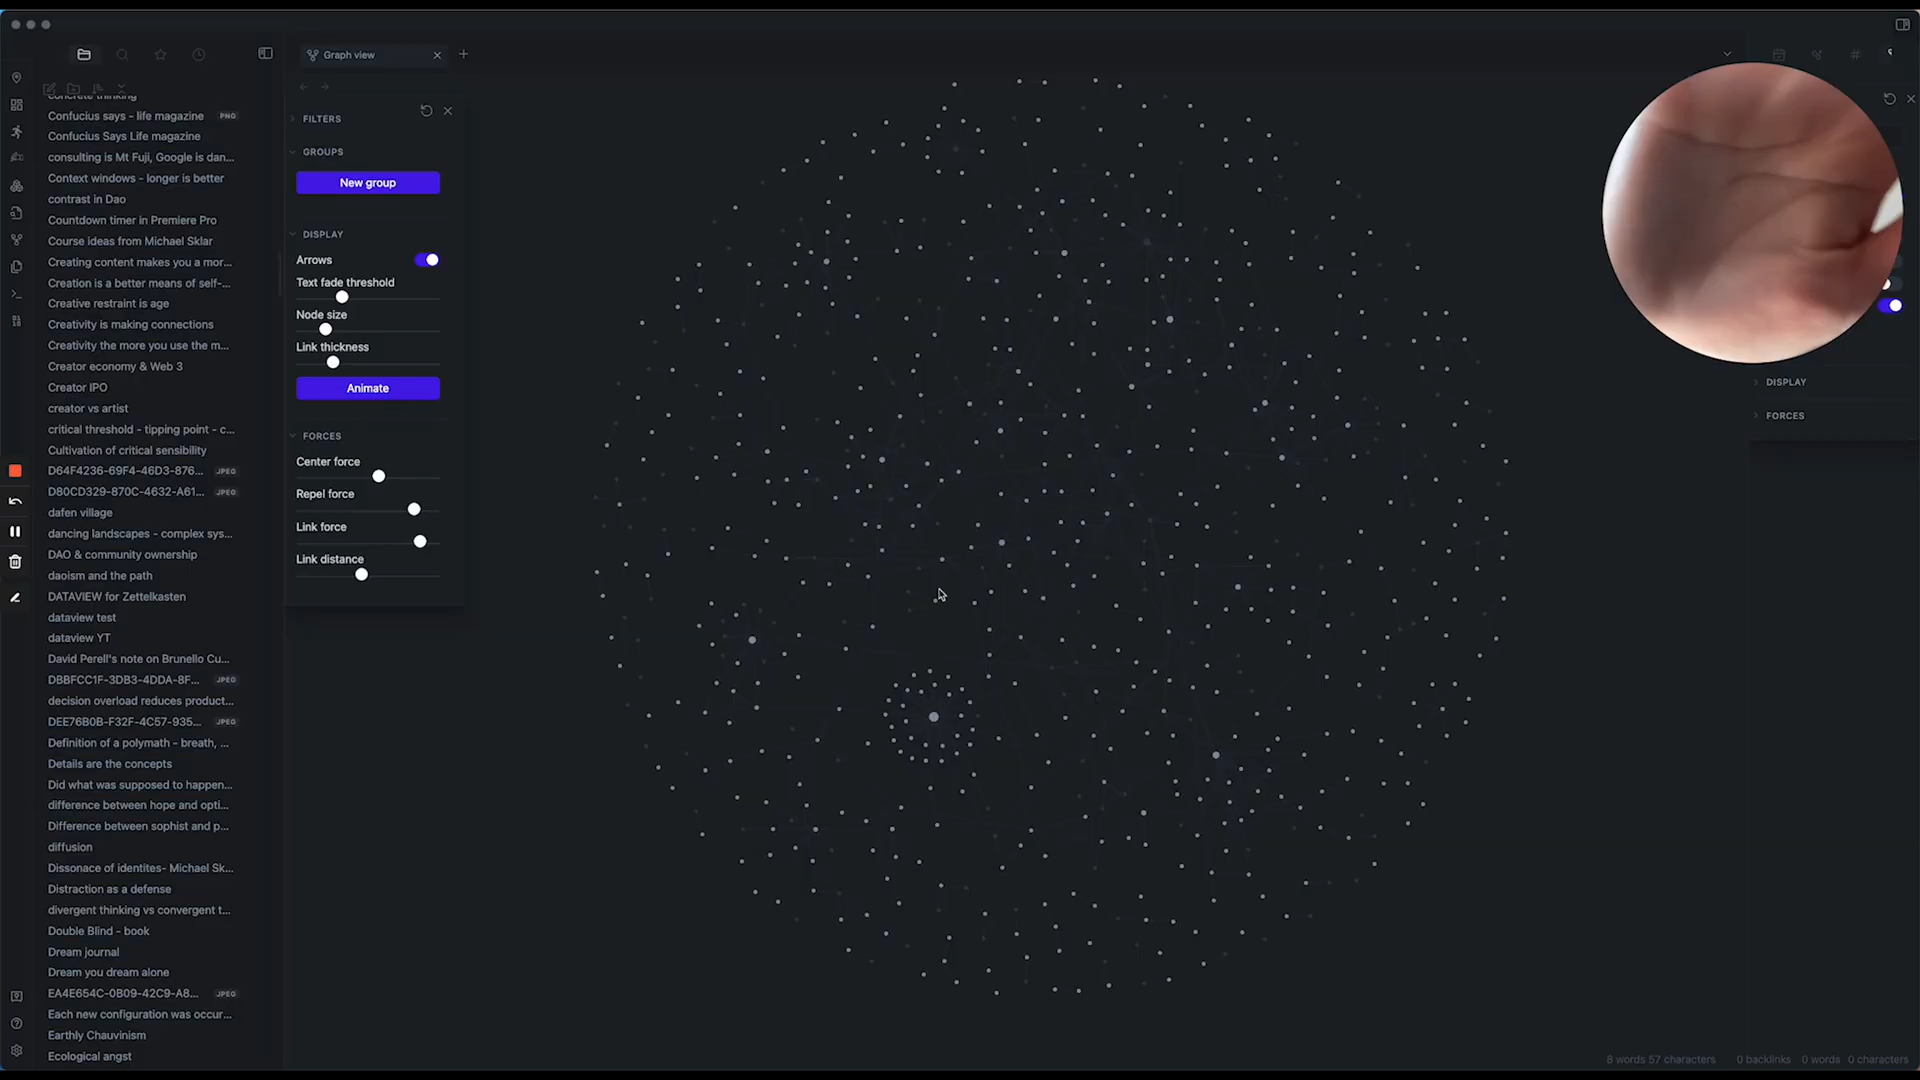 Graph view
concrete thinking
Confucius says - life magazine PNG
Confucius Says Life magazine
consulting is Mt Fuji, Google is dan...
Context windows - longer is better
contrast in Dao
Countdown timer in Premiere Pro
Course ideas from Michael Sklar
Creating content makes you a mor...
Creation is a better means of self-...
Creative restraint is age
Creativity is making connections
Creativity the more you use the m...
Creator economy & Web 3
Creator IPO
creator vs artist
critical threshold - tipping point - c...
Cultivation of critical sensibility
D64F4236-69F4-46D3-876... JPEG
D80CD329-870C-4632-A61... JPEG
dafen village
dancing landscapes - complex sys...
DAO & community ownership
daoism and the path
DATAVIEW for Zettelkasten
dataview test
dataview YT
David Perell's note on Brunello Cu...
DBBFCC1F-3DB3-4DDA-8F... JPEG
decision overload reduces product...
DEE76B0B-F32F-4C57-935... JPEG
Definition of a polymath - breath, ...
Details are the concepts
Did what was supposed to happen...
difference between hope and opti...
Difference between sophist and p...
diffusion
Dissonace of identites- Michael Sk...
Distraction as a defense
divergent thinking vs convergent t...
Double Blind - book
Dream journal
Dream you dream alone
EA4E654C-0B09-42C9-A8... JPEG
Each new configuration was occur...
Earthly Chauvinism
Ecological angst
FILTERS
GROUPS
New group
DISPLAY
Arrows
Text fade threshold
Node size
Link thickness
Animate
FORCES
Center force
Repel force
Link force
Link distance
DISPLAY
FORCES
8 words 57 characters
0 backlinks 0 words 0 characters